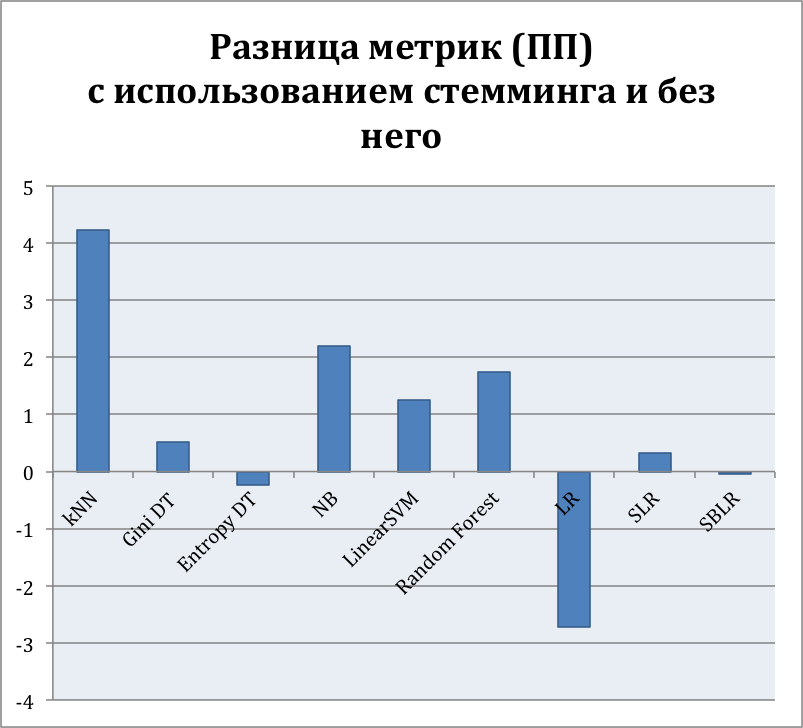 Разница метрик (ПП)
с использованием стемминга и без
него
5
4
3
2
1
0
-1
-2
-3
-4
kNN
Gini DT
Entropy DT
NB
LinearSVM
Random Forest
LR
SLR
SBLR